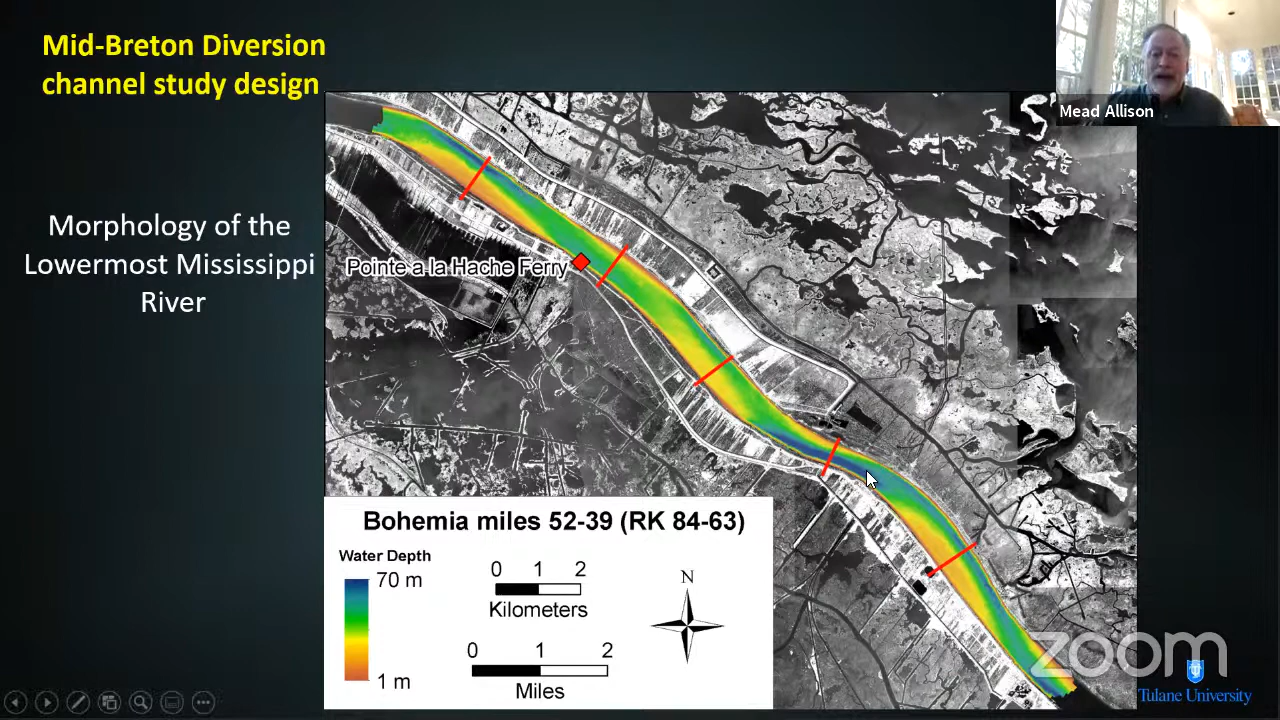 Mid-Breton Diversion
channel study design
Mead Allison
Morphology of the
Lowermost Mississippi
River
Pointe a la Hache Ferry
Bohemia miles 52-39 (RK 84-63)
Water Depth
70 m
1 m
0 1 2
Kilometers
0 1 2
Miles
N
zoom
Tulane University